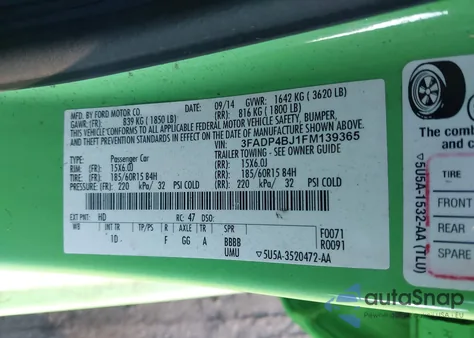 MFD. BY FORD MOTOR CO.
DATE: 09/14 GVWR: 1642 KG ( 3620 LB)
GAWR: (FR): 839 KG ( 1850 LB) (RR): 816 KG ( 1800 LB)
THIS VEHICLE CONFORMS TO ALL APPLICABLE FEDERAL MOTOR VEHICLE SAFETY, BUMPER,
AND THEFT PREVENTION STANDARDS IN EFFECT ON THE DATE OF MANUFACTURE SHOWN ABOVE.
VIN: 3FADP4BJ1FM139365
TYPE: Passenger Car TRAILER TOWING - SEE OWNER GUIDE
RIM: (FR) 15X6.0J (RR): 15X6.0J
TIRES: (FR) 185/60R15 84H (RR): 185/60R15 84H
PRESSURE: (FR) 220 kPa/ 32 PSI COLD (RR): 220 kPa/ 32 PSI COLD
EXT PNT: HD RC: 47 DSO:
WB INT TR TP/PS R AXLE TR SPR
1D F GG A BBBB
UMU
F0071
R0091
5U5A-3520472-AA
The com
TIRE
FRONT
REAR
SPARE
5U5A-1532-AA (TLU)
autoSnap